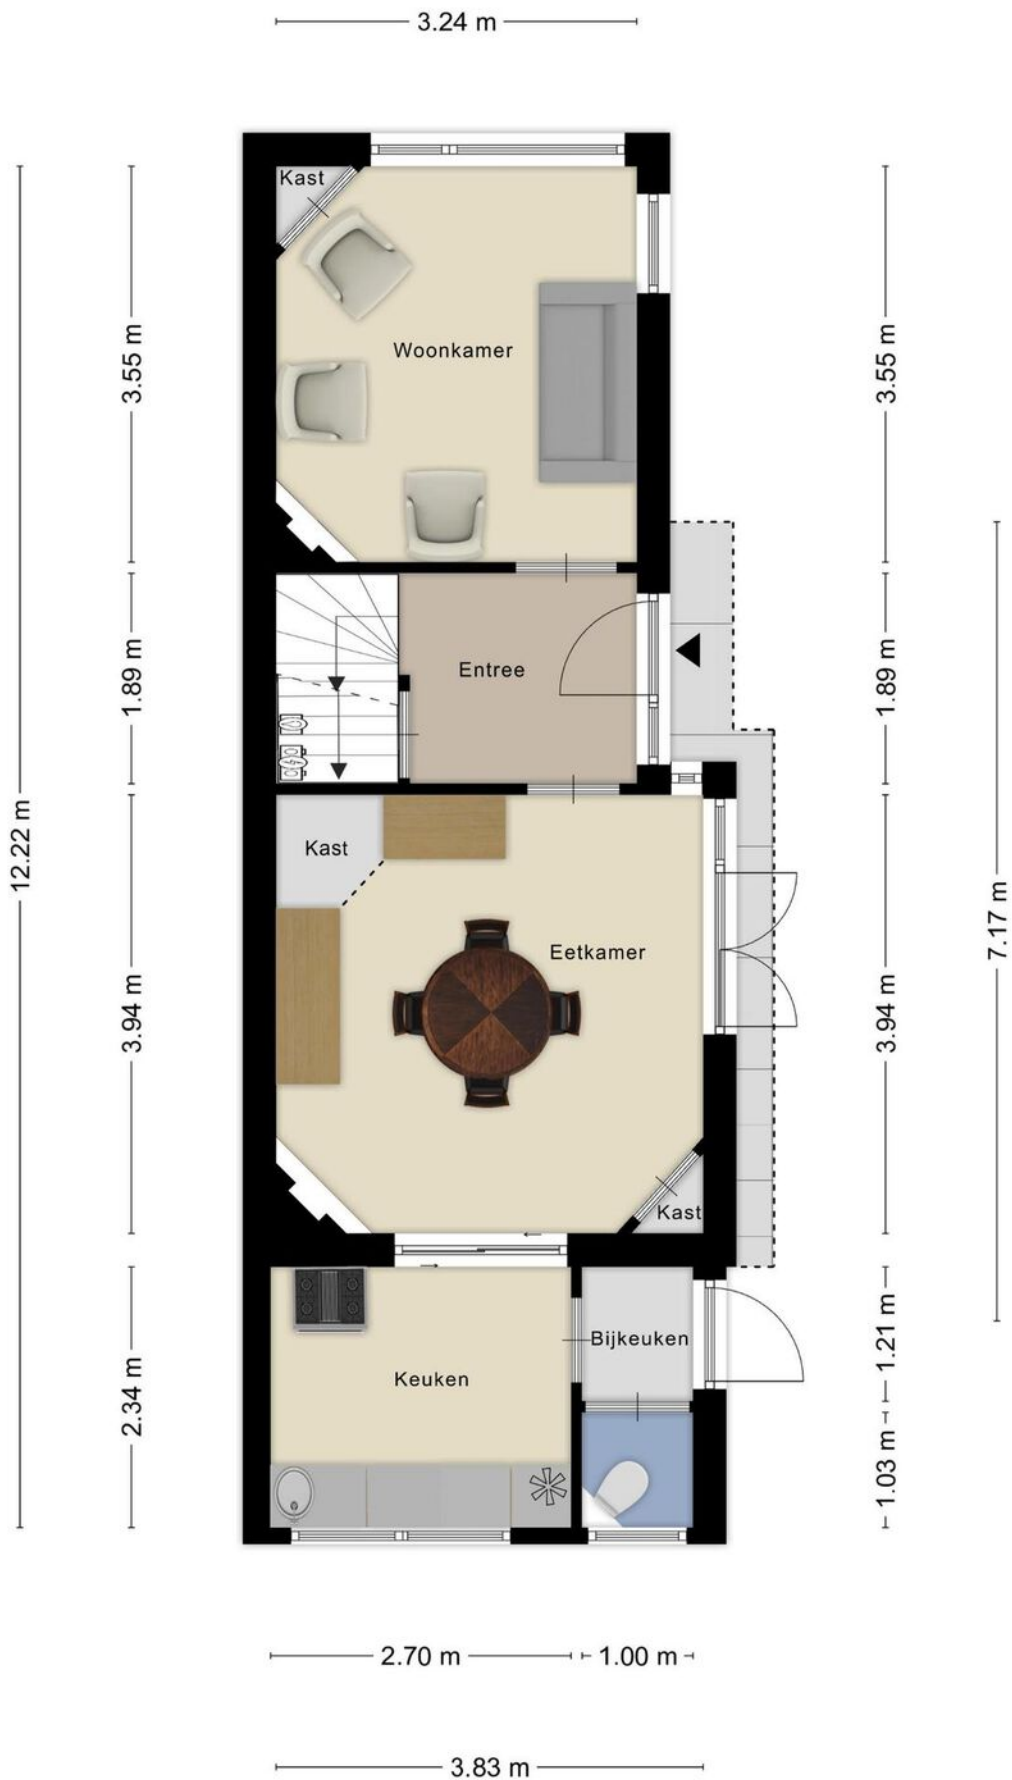 3.24 m
Kast
Woonkamer
3.55 m
3.55 m
Entree
1.89 m
1.89 m
Kast
12.22 m
Eetkamer
7.17 m
3.94 m
3.94 m
Kast
Bijkeuken
1.21 m
Keuken
2.34 m
1.03 m
2.70 m
1.00 m
3.83 m